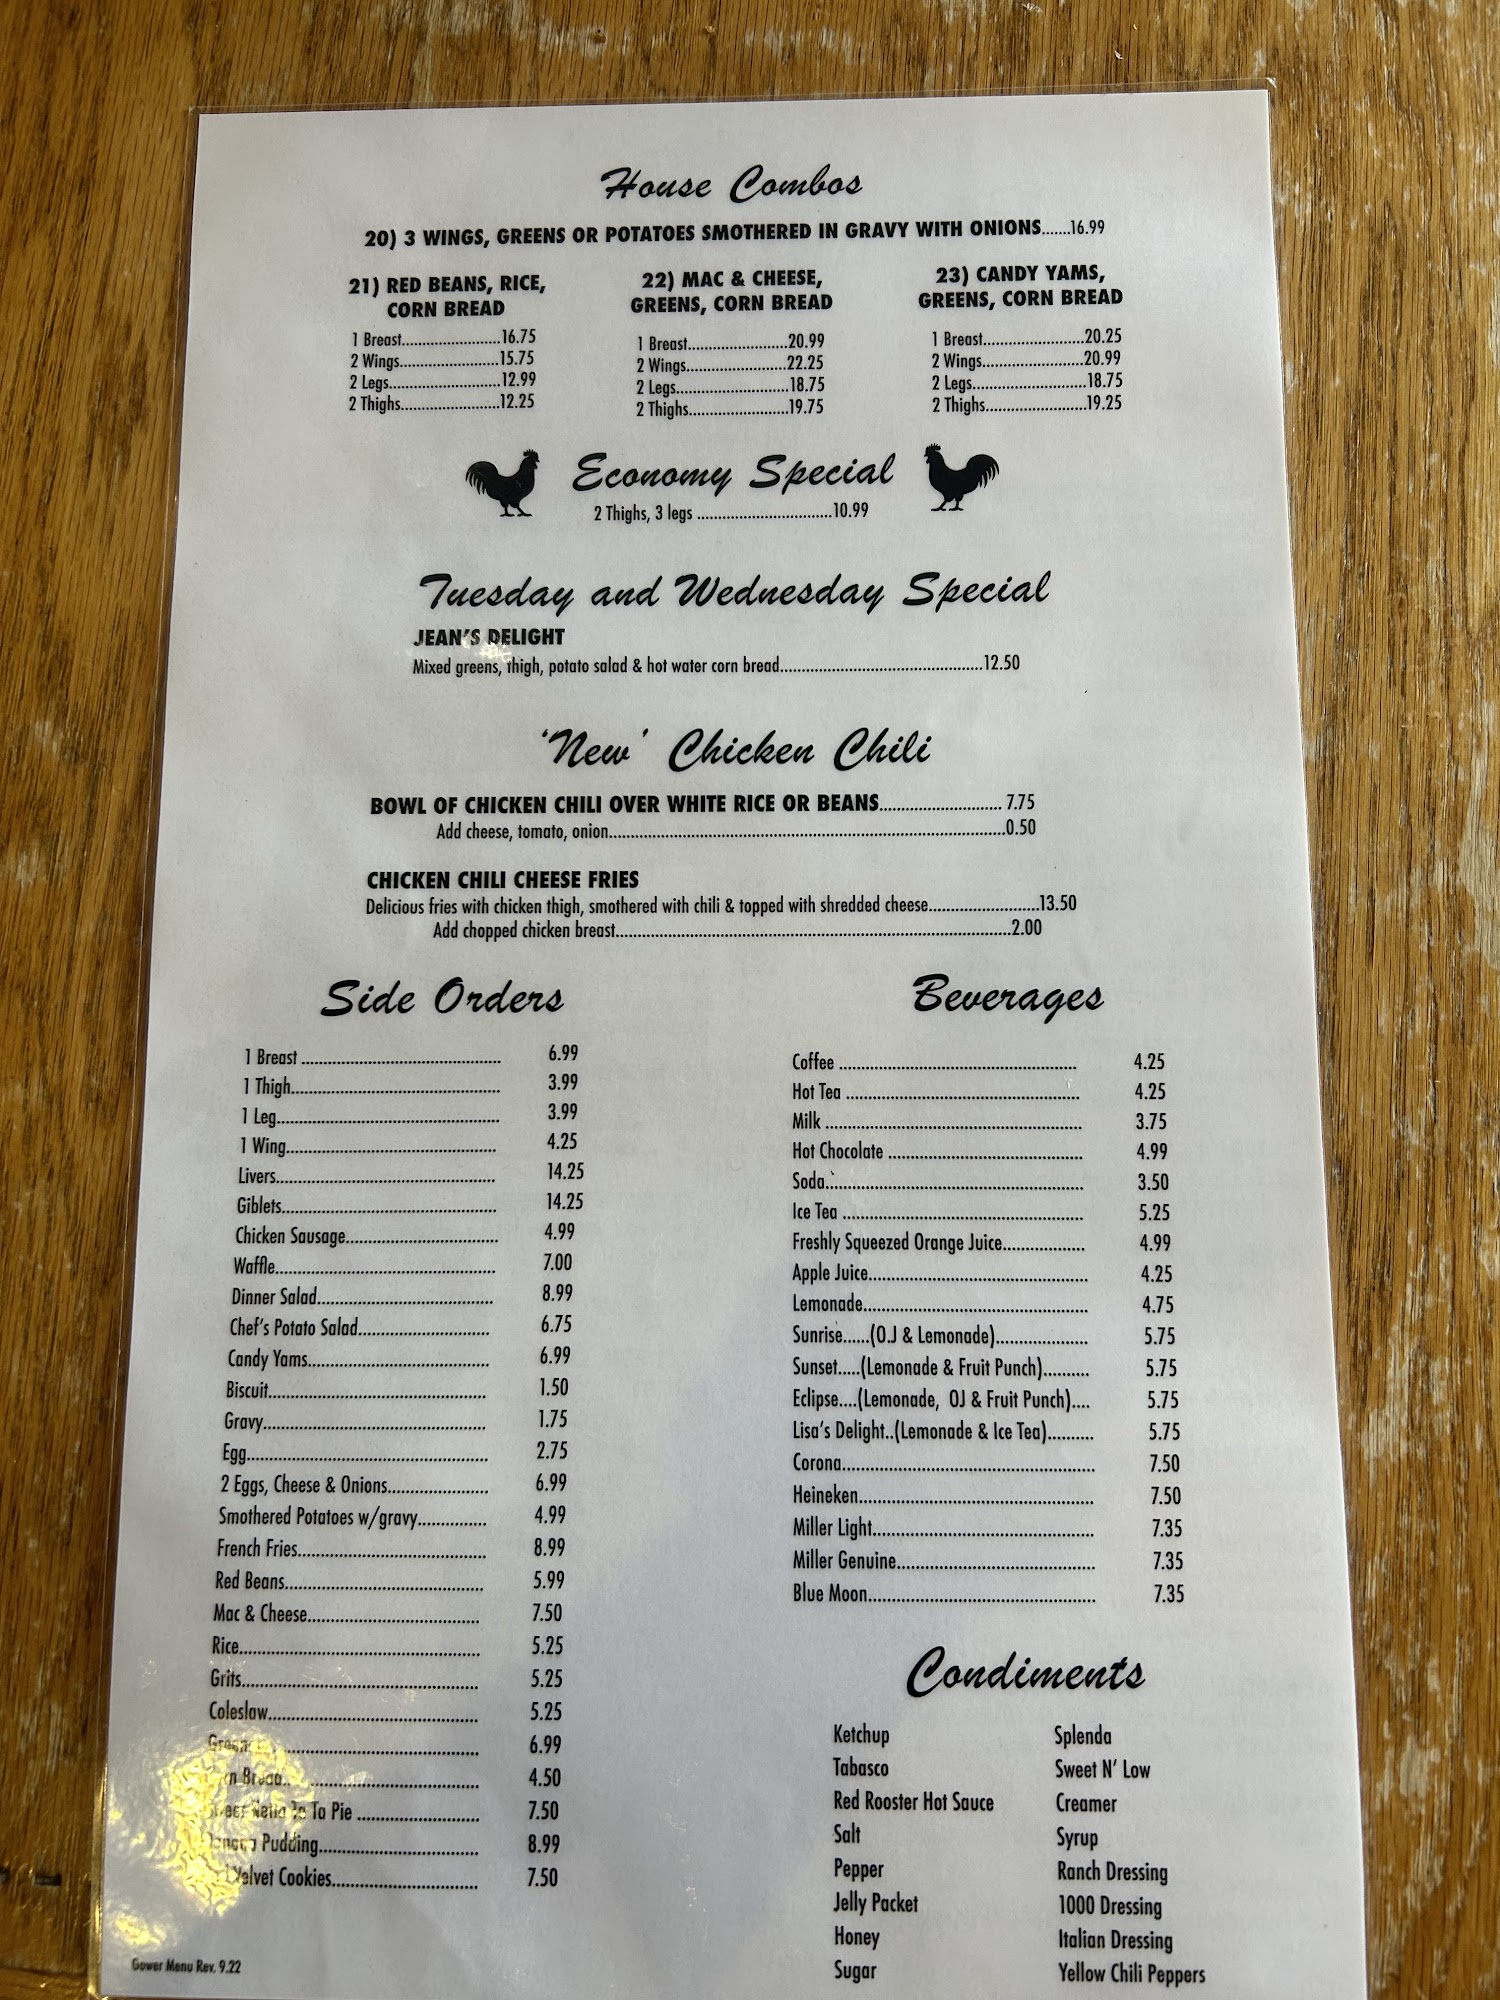 House Combos
20) 3 WINGS, GREENS OR POTATOES SMOTHERED IN GRAVY WITH ONIONS.......16.99
21) RED BEANS, RICE,
CORN BREAD
1 Breast.........................16.75
2 Wings.........................15.75
2 Legs............................12.99
2 Thighs.........................12.25
22) MAC & CHEESE,
GREENS, CORN BREAD
1 Breast.........................20.99
2 Wings.........................22.25
2 Legs............................18.75
2 Thighs.........................19.75
23) CANDY YAMS,
GREENS, CORN BREAD
1 Breast.........................20.25
2 Wings.........................20.99
2 Legs............................18.75
2 Thighs.........................19.25
Economy Special
2 Thighs, 3 legs ..................................10.99
Tuesday and Wednesday Special
JEAN'S DELIGHT
Mixed greens, thigh, potato salad & hot water corn bread..................................................12.50
'New' Chicken Chili
BOWL OF CHICKEN CHILI OVER WHITE RICE OR BEANS............................ 7.75
Add cheese, tomato, onion....................................................................................0.50
CHICKEN CHILI CHEESE FRIES
Delicious fries with chicken thigh, smothered with chili & topped with shredded cheese.........................13.50
Add chopped chicken breast....................................................................................2.00
Side Orders
1 Breast .................................................. 6.99
1 Thigh.................................................... 3.99
1 Leg....................................................... 3.99
1 Wing.................................................... 4.25
Livers...................................................... 14.25
Giblets..................................................... 14.25
Chicken Sausage...................................... 4.99
Waffle...................................................... 7.00
Dinner Salad............................................ 8.99
Chef's Potato Salad................................. 6.75
Candy Yams............................................. 6.99
Biscuit...................................................... 1.50
Gravy....................................................... 1.75
Egg........................................................... 2.75
2 Eggs, Cheese & Onions......................... 6.99
Smothered Potatoes w/gravy............... 4.99
French Fries............................................. 8.99
Red Beans................................................ 5.99
Mac & Cheese.......................................... 7.50
Rice.......................................................... 5.25
Grits......................................................... 5.25
Coleslaw.................................................. 5.25
Greens.................................................... 6.99
Bread................................................ 4.50
Ta Pie .............................. 7.50
Pudding....................................... 8.99
Velvet Cookies.................................... 7.50
Gower Menu Rev. 9.22
Beverages
Coffee .......................................................... 4.25
Hot Tea ......................................................... 4.25
Milk .............................................................. 3.75
Hot Chocolate ................................................ 4.99
Soda............................................................... 3.50
Ice Tea ........................................................... 5.25
Freshly Squeezed Orange Juice.................... 4.99
Apple Juice..................................................... 4.25
Lemonade...................................................... 4.75
Sunrise......(O.J & Lemonade)...................... 5.75
Sunset.....(Lemonade & Fruit Punch).......... 5.75
Eclipse....(Lemonade, OJ & Fruit Punch).... 5.75
Lisa's Delight..(Lemonade & Ice Tea).......... 5.75
Corona............................................................. 7.50
Heineken......................................................... 7.50
Miller Light..................................................... 7.35
Miller Genuine................................................ 7.35
Blue Moon....................................................... 7.35
Condiments
Ketchup
Tabasco
Red Rooster Hot Sauce
Salt
Pepper
Jelly Packet
Honey
Sugar
Splenda
Sweet N' Low
Creamer
Syrup
Ranch Dressing
1000 Dressing
Italian Dressing
Yellow Chili Peppers